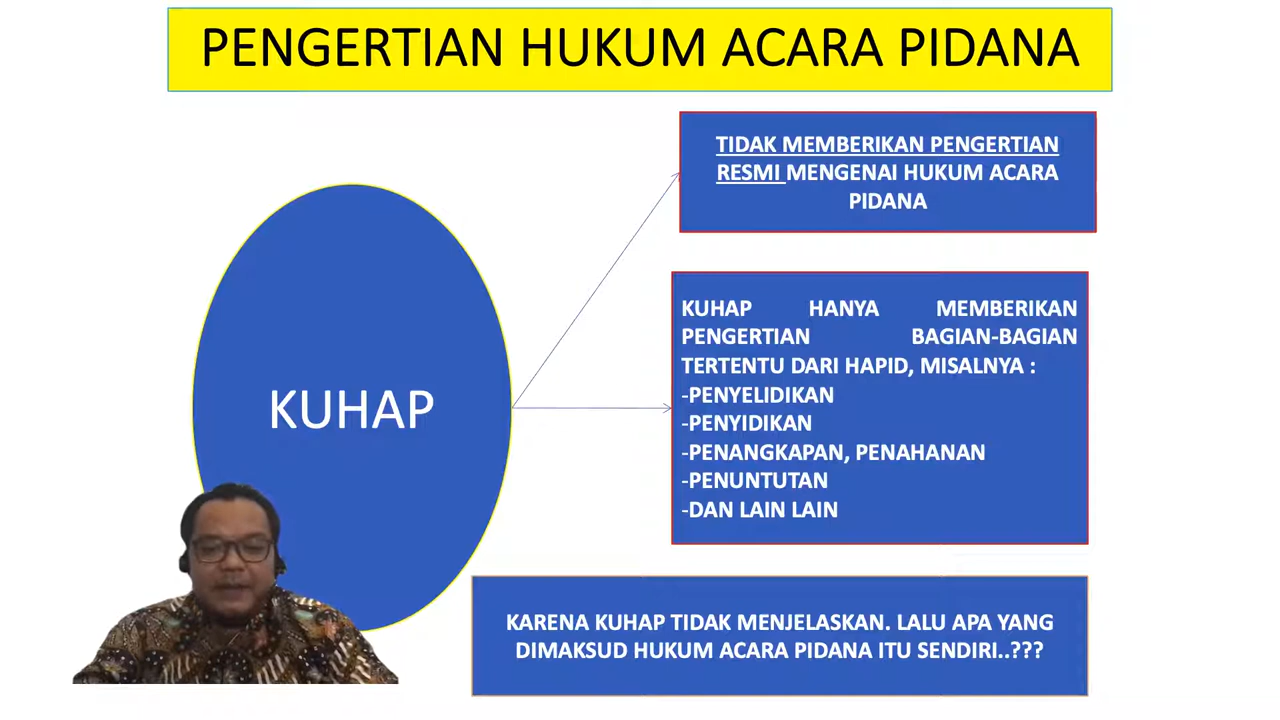 PENGERTIAN HUKUM ACARA PIDANA
TIDAK MEMBERIKAN PENGERTIAN
RESMI MENGENAI HUKUM ACARA
PIDANA
KUHAP
KUHAP HANYA MEMBERIKAN
PENGERTIAN BAGIAN-BAGIAN
TERTENTU DARI HAPID, MISALNYA :
-PENYELIDIKAN
-PENYIDIKAN
-PENANGKAPAN, PENAHANAN
-PENUNTUTAN
-DAN LAIN LAIN
KARENA KUHAP TIDAK MENJELASKAN. LALU APA YANG
DIMAKSUD HUKUM ACARA PIDANA ITU SENDIRI..???